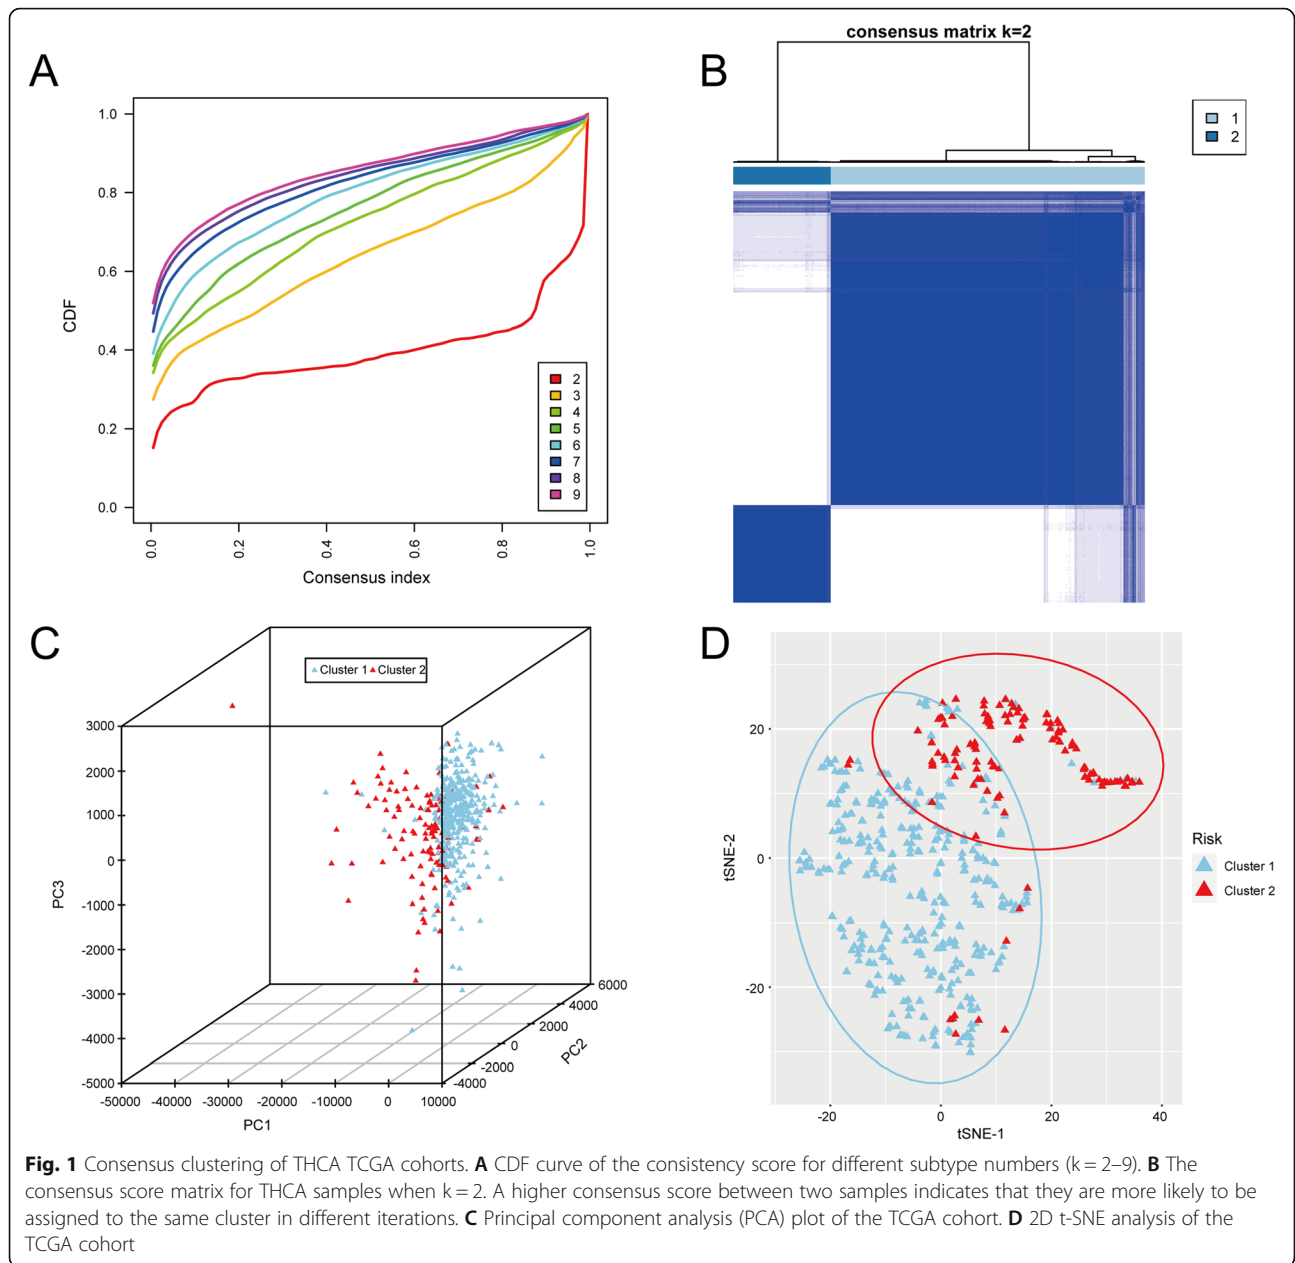 A
CDF
1.0
0.8
0.6
0.4
0.2
0.0
0.0
0.2
0.4
0.6
0.8
1.0
Consensus index
2
3
4
5
6
7
8
9
B
consensus matrix k=2
1
2
C
Cluster 1 Cluster 2
3000
2000
1000
0
-1000
-2000
-3000
-4000
-5000
PC3
-50000 -40000 -30000 -20000 -10000 0 10000
PC1
6000
4000
2000
0
-2000
-4000
PC2
D
20
0
-20
tSNE-2
-20 0 20 40
tSNE-1
Risk
Cluster 1
Cluster 2
Fig. 1 Consensus clustering of THCA TCGA cohorts. A CDF curve of the consistency score for different subtype numbers (k = 2–9). B The
consensus score matrix for THCA samples when k = 2. A higher consensus score between two samples indicates that they are more likely to be
assigned to the same cluster in different iterations. C Principal component analysis (PCA) plot of the TCGA cohort. D 2D t-SNE analysis of the
TCGA cohort